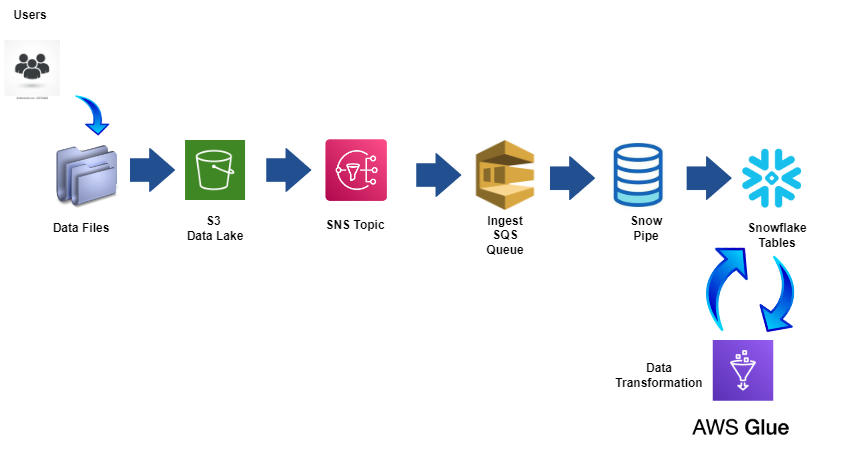 Users
Data Files
S3
Data Lake
SNS Topic
Ingest
SQS
Queue
Snow
Pipe
Snowflake
Tables
Data
Transformation
AWS Glue